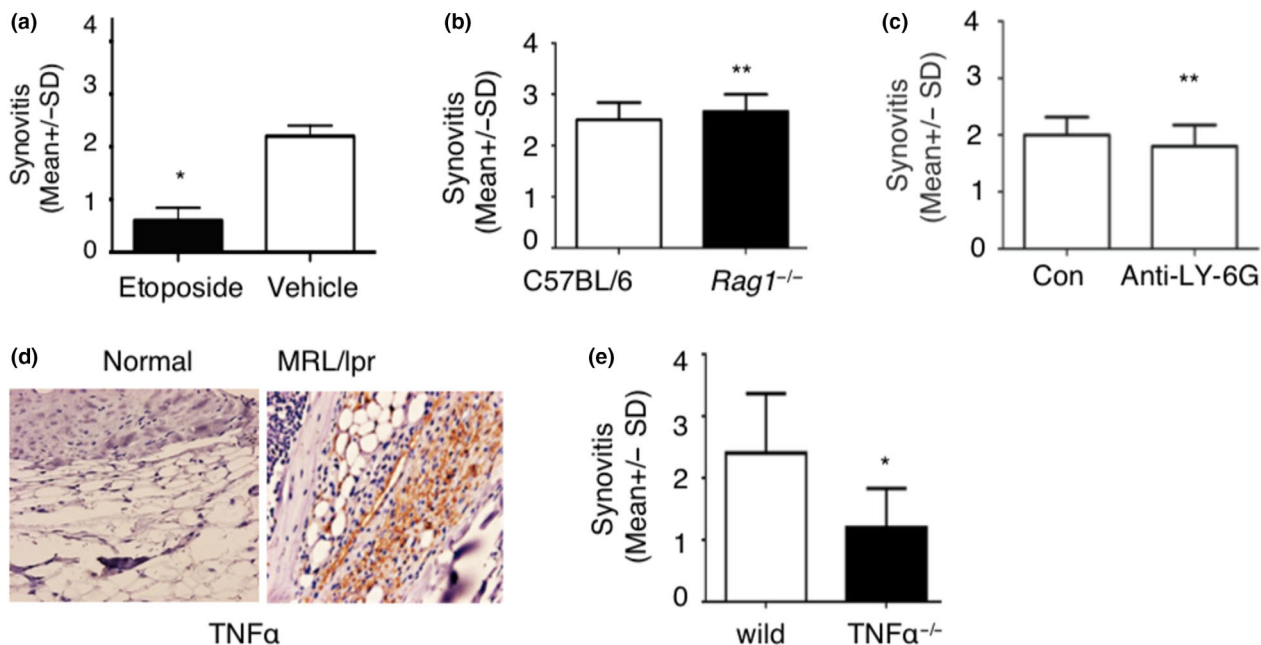 (a)
Synovitis
(Mean+/−SD)
4
3
2
1
0
*
Etoposide Vehicle
(b)
Synovitis
(Mean+/−SD)
4
3
2
1
0
**
C57BL/6 Rag1−/−
(c)
Synovitis
(Mean+/− SD)
4
3
2
1
0
**
Con Anti-LY-6G
(d)
Normal MRL/lpr
TNFα
(e)
Synovitis
(Mean+/− SD)
4
3
2
1
0
*
wild TNFα−/−